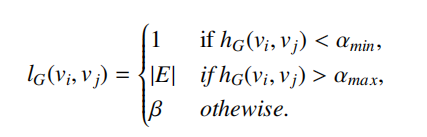 1 if h_G(v_i, v_j) < α_min,
l_G(v_i, v_j) = { |E| if h_G(v_i, v_j) > α_max,
β othewise.